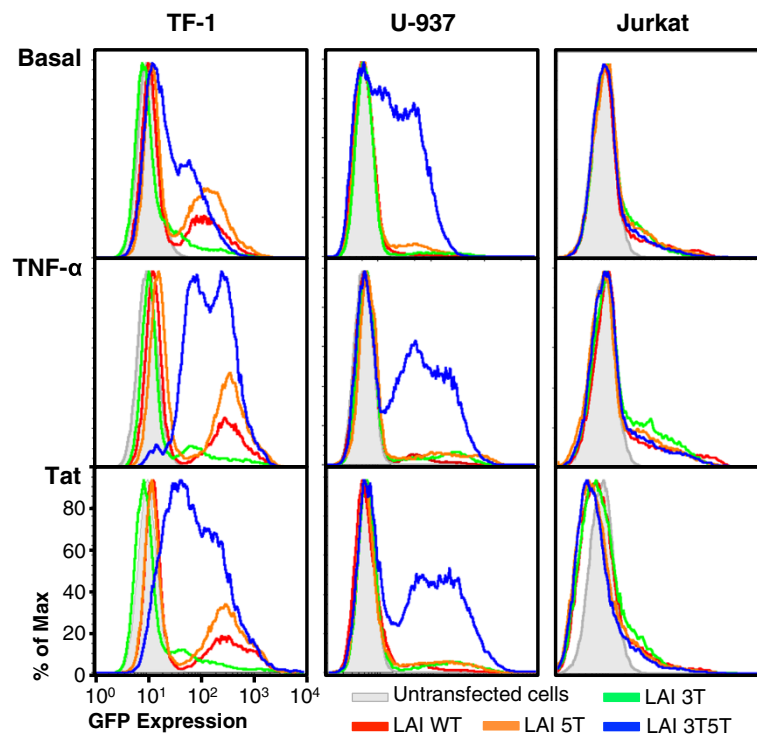 TF-1 U-937 Jurkat
Basal
TNF-α
Tat
80
60
40
20
0
% of Max
10⁰ 10¹ 10² 10³ 10⁴
GFP Expression
Untransfected cells LAI 3T
LAI WT LAI 5T LAI 3T5T